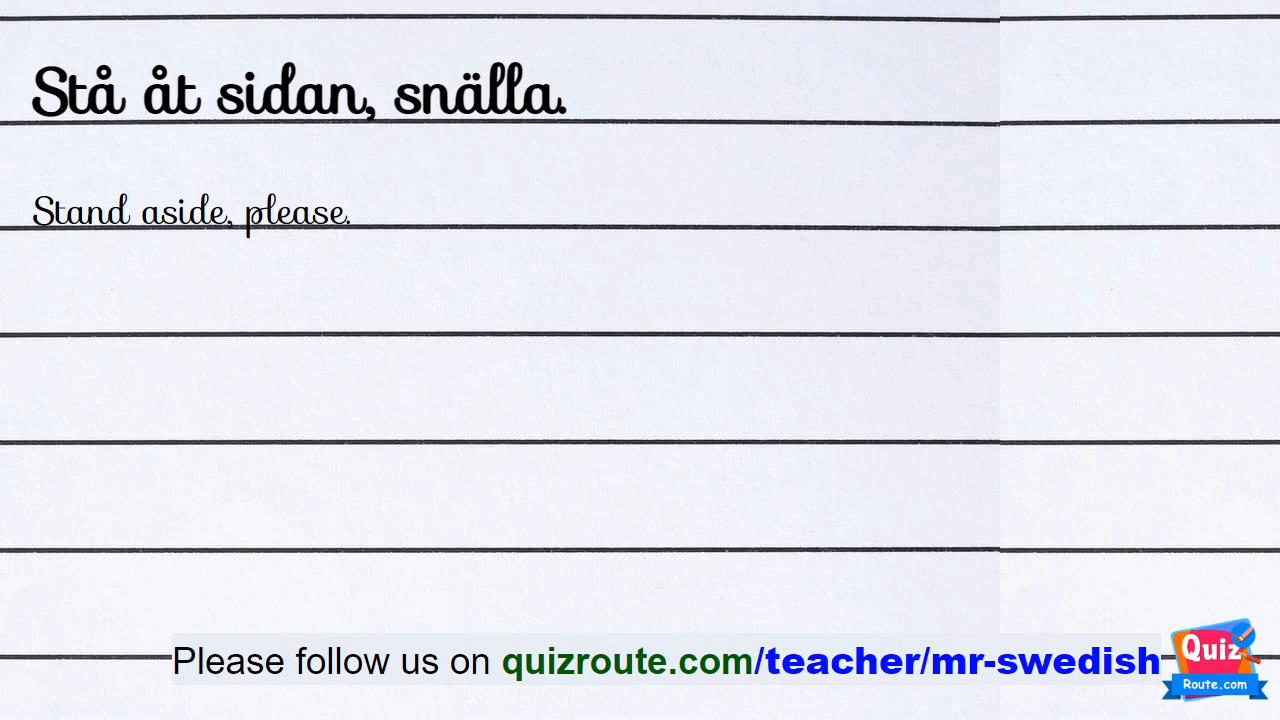 Stå åt sidan, snälla.
Stand aside, please.
Please follow us on quizroute.com/teacher/mr-swedish
Quiz
Route.com